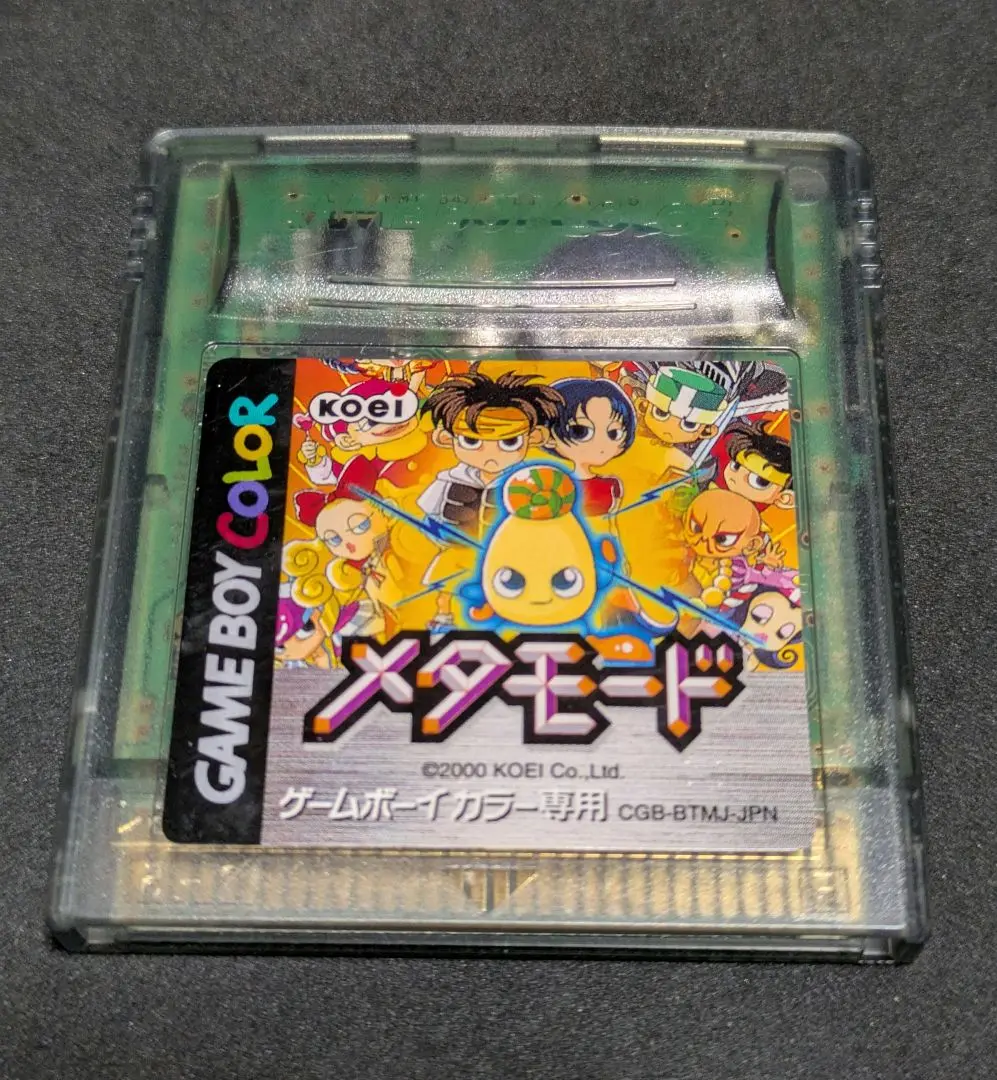 GAME BOY COLOR
KOEI
メタモード
©2000 KOEI Co.,Ltd.
ゲームボーイカラー専用 CGB-BTMJ-JPN